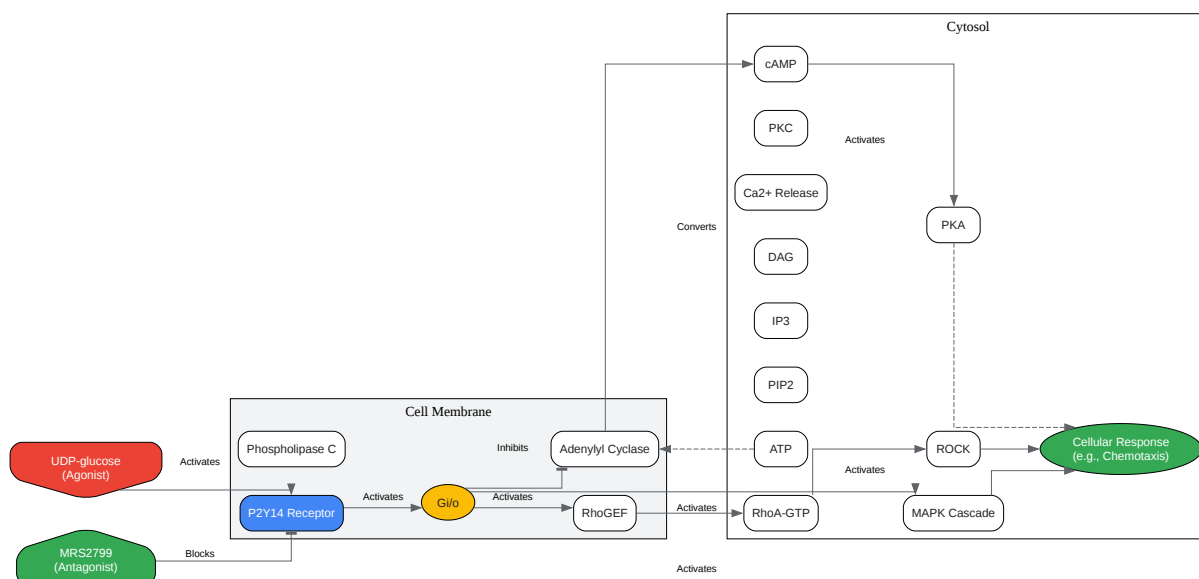 Cytosol
cAMP
PKC
Activates
Ca2+ Release
PKA
Converts
DAG
IP3
PIP2
Cell Membrane
Phospholipase C
Inhibits
Adenylyl Cyclase
ATP
ROCK
Cellular Response
(e.g., Chemotaxis)
UDP-glucose
(Agonist)
Activates
Activates
Activates
Gi/o
Activates
P2Y14 Receptor
RhoGEF
Activates
RhoA-GTP
MAPK Cascade
MRS2799
(Antagonist)
Blocks
Activates